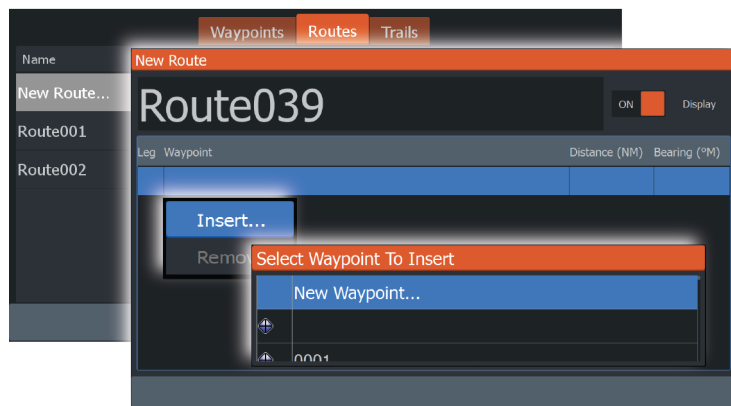 Waypoints Routes Trails
Name
New Route...
Route001
Route002
New Route
Route039
ON Display
Leg Waypoint Distance (NM) Bearing (°M)
Insert...
Remo
Select Waypoint To Insert
New Waypoint...
0001